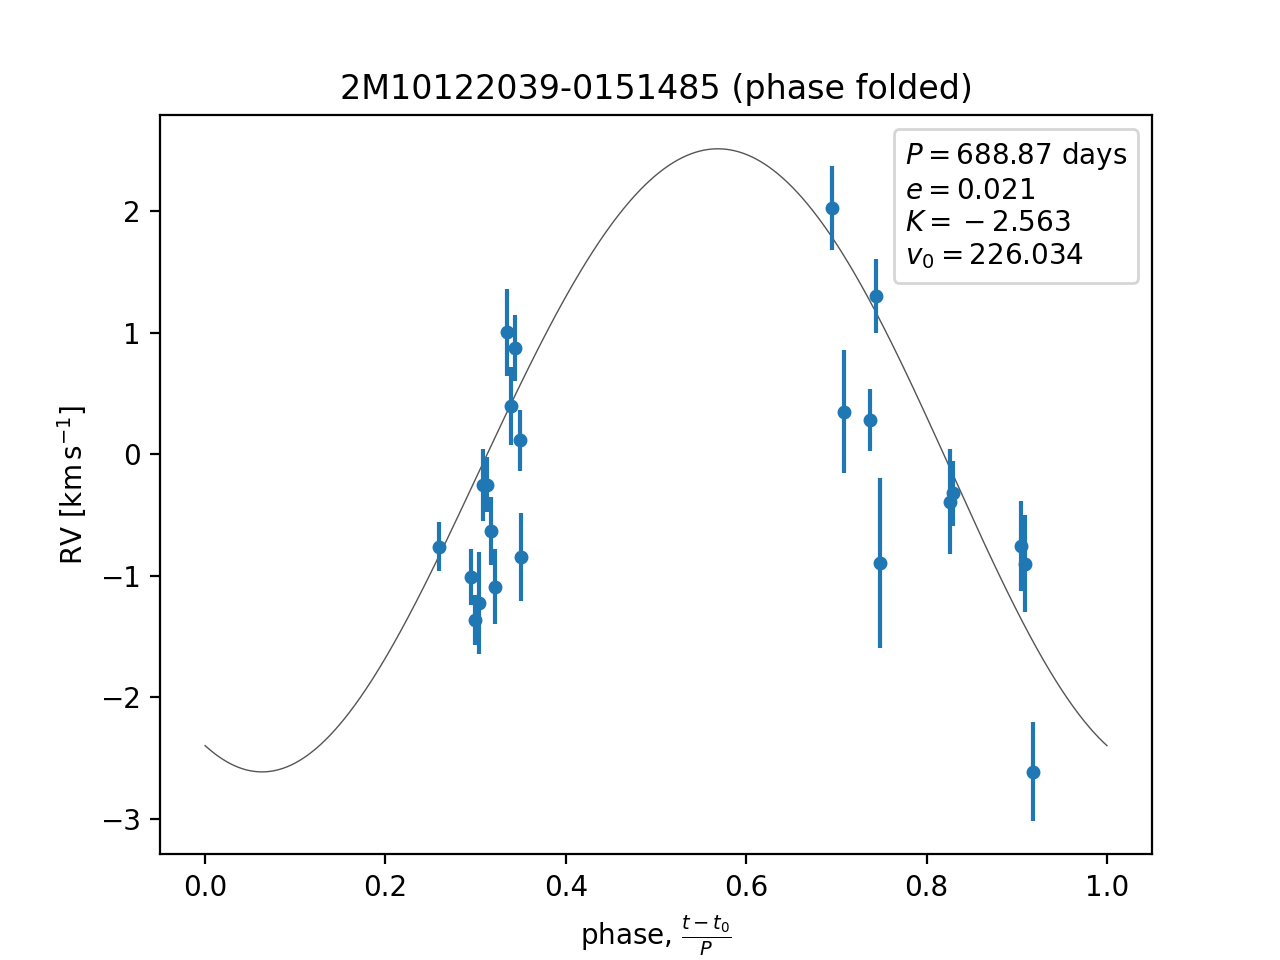 2M10122039-0151485 (phase folded)
P = 688.87 days
e = 0.021
K = −2.563
v₀ = 226.034
RV [km s⁻¹]
2
1
0
−1
−2
−3
0.0 0.2 0.4 0.6 0.8 1.0
phase, (t − t₀)/P